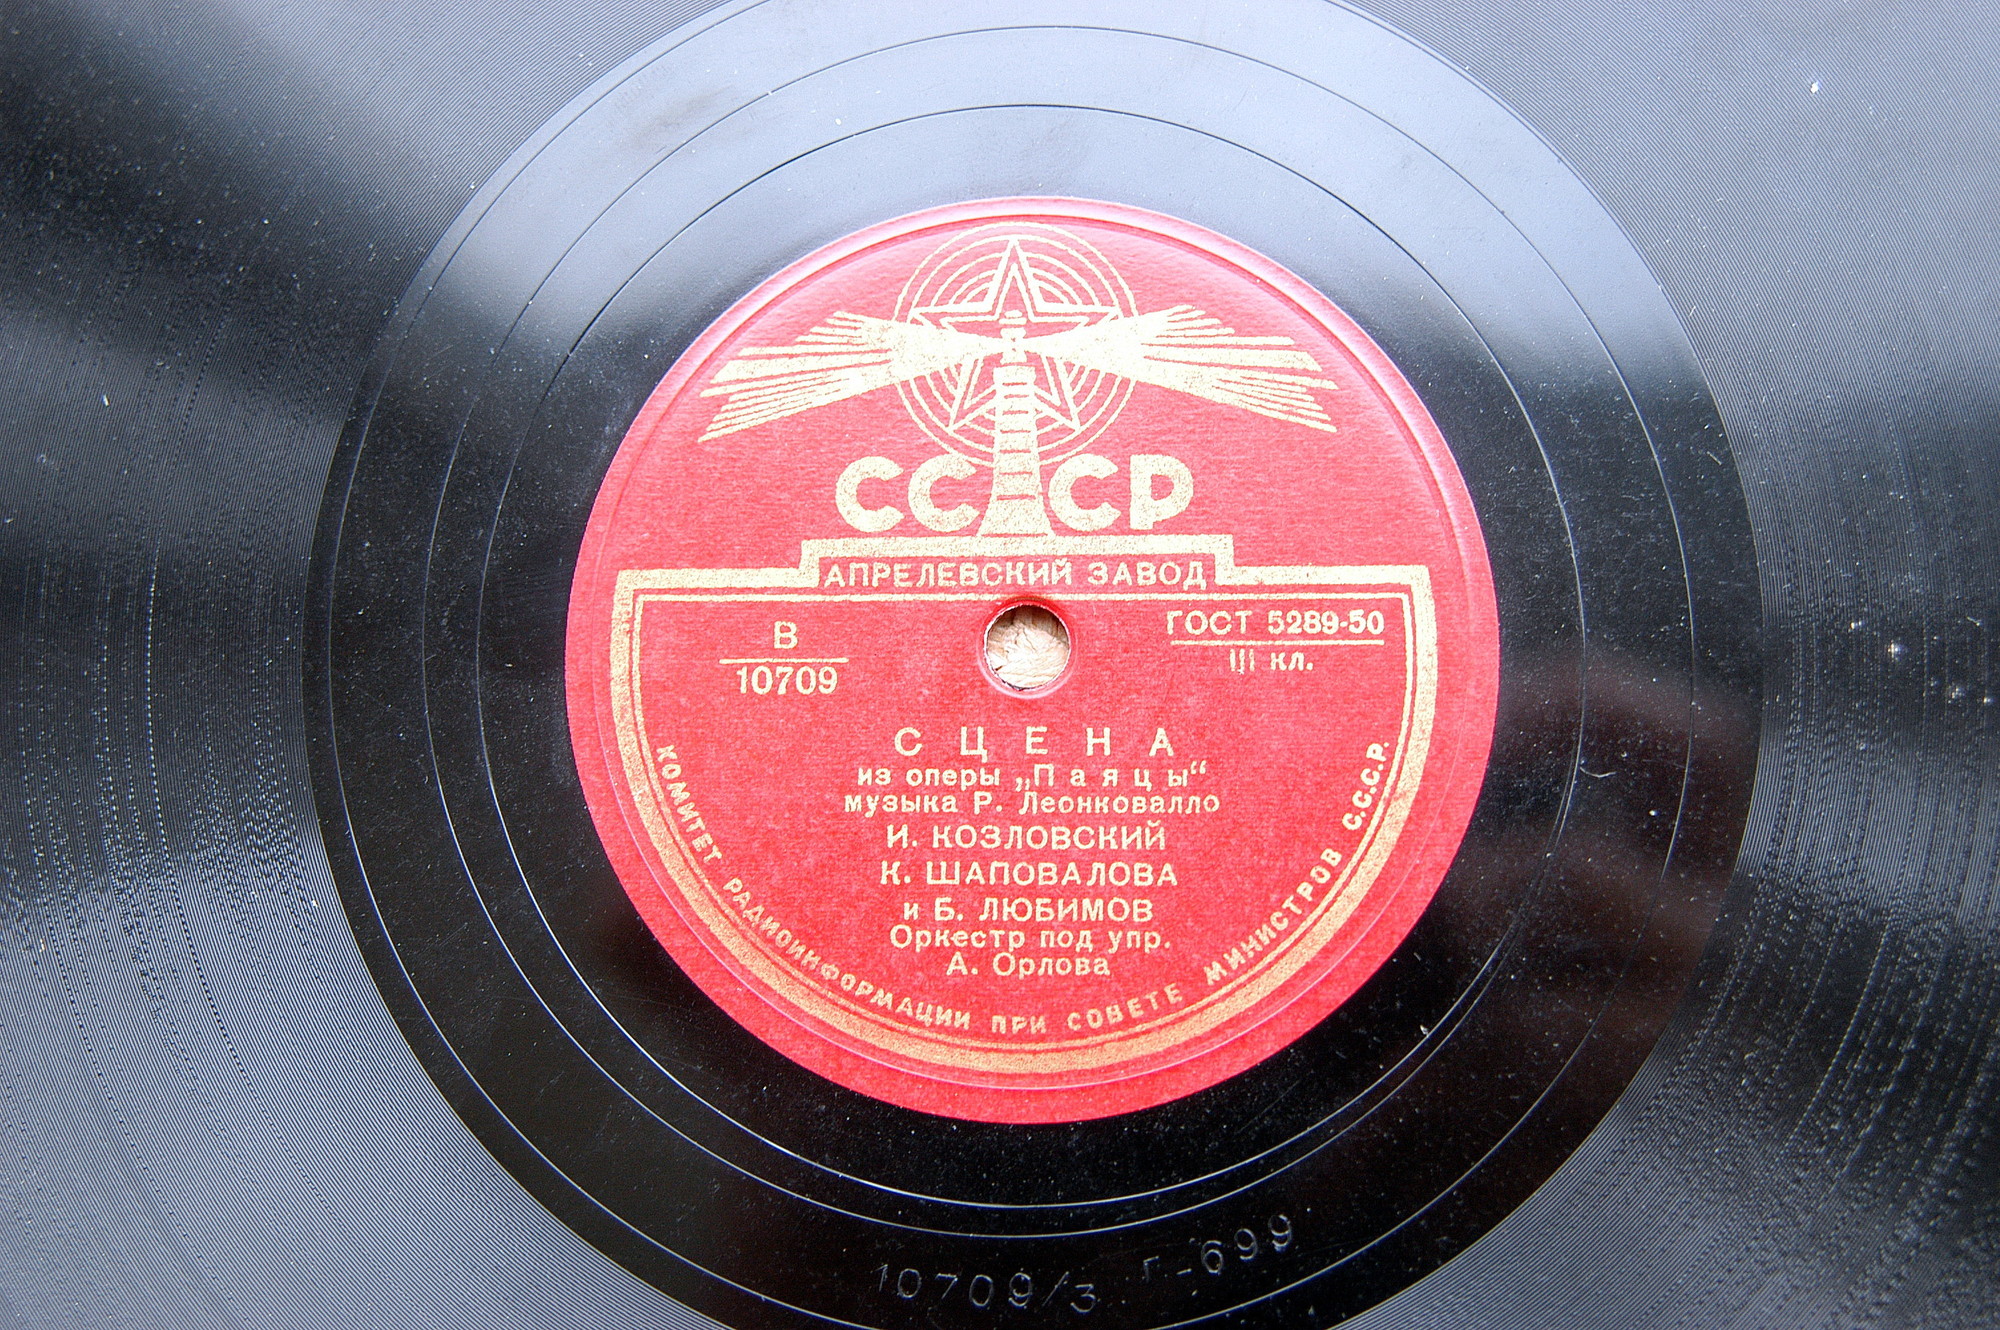 СССР
АПРЕЛЕВСКИЙ ЗАВОД
В
10709
ГОСТ 5289-50
III кл.
СЦЕНА
из оперы „Паяцы“
музыка Р. Леонковалло
И. КОЗЛОВСКИЙ
К. ШАПОВАЛОВА
и Б. ЛЮБИМОВ
Оркестр под упр.
А. Орлова
КОМИТЕТ РАДИОИНФОРМАЦИИ ПРИ СОВЕТЕ МИНИСТРОВ С.С.С.Р.
10709/3 г-699